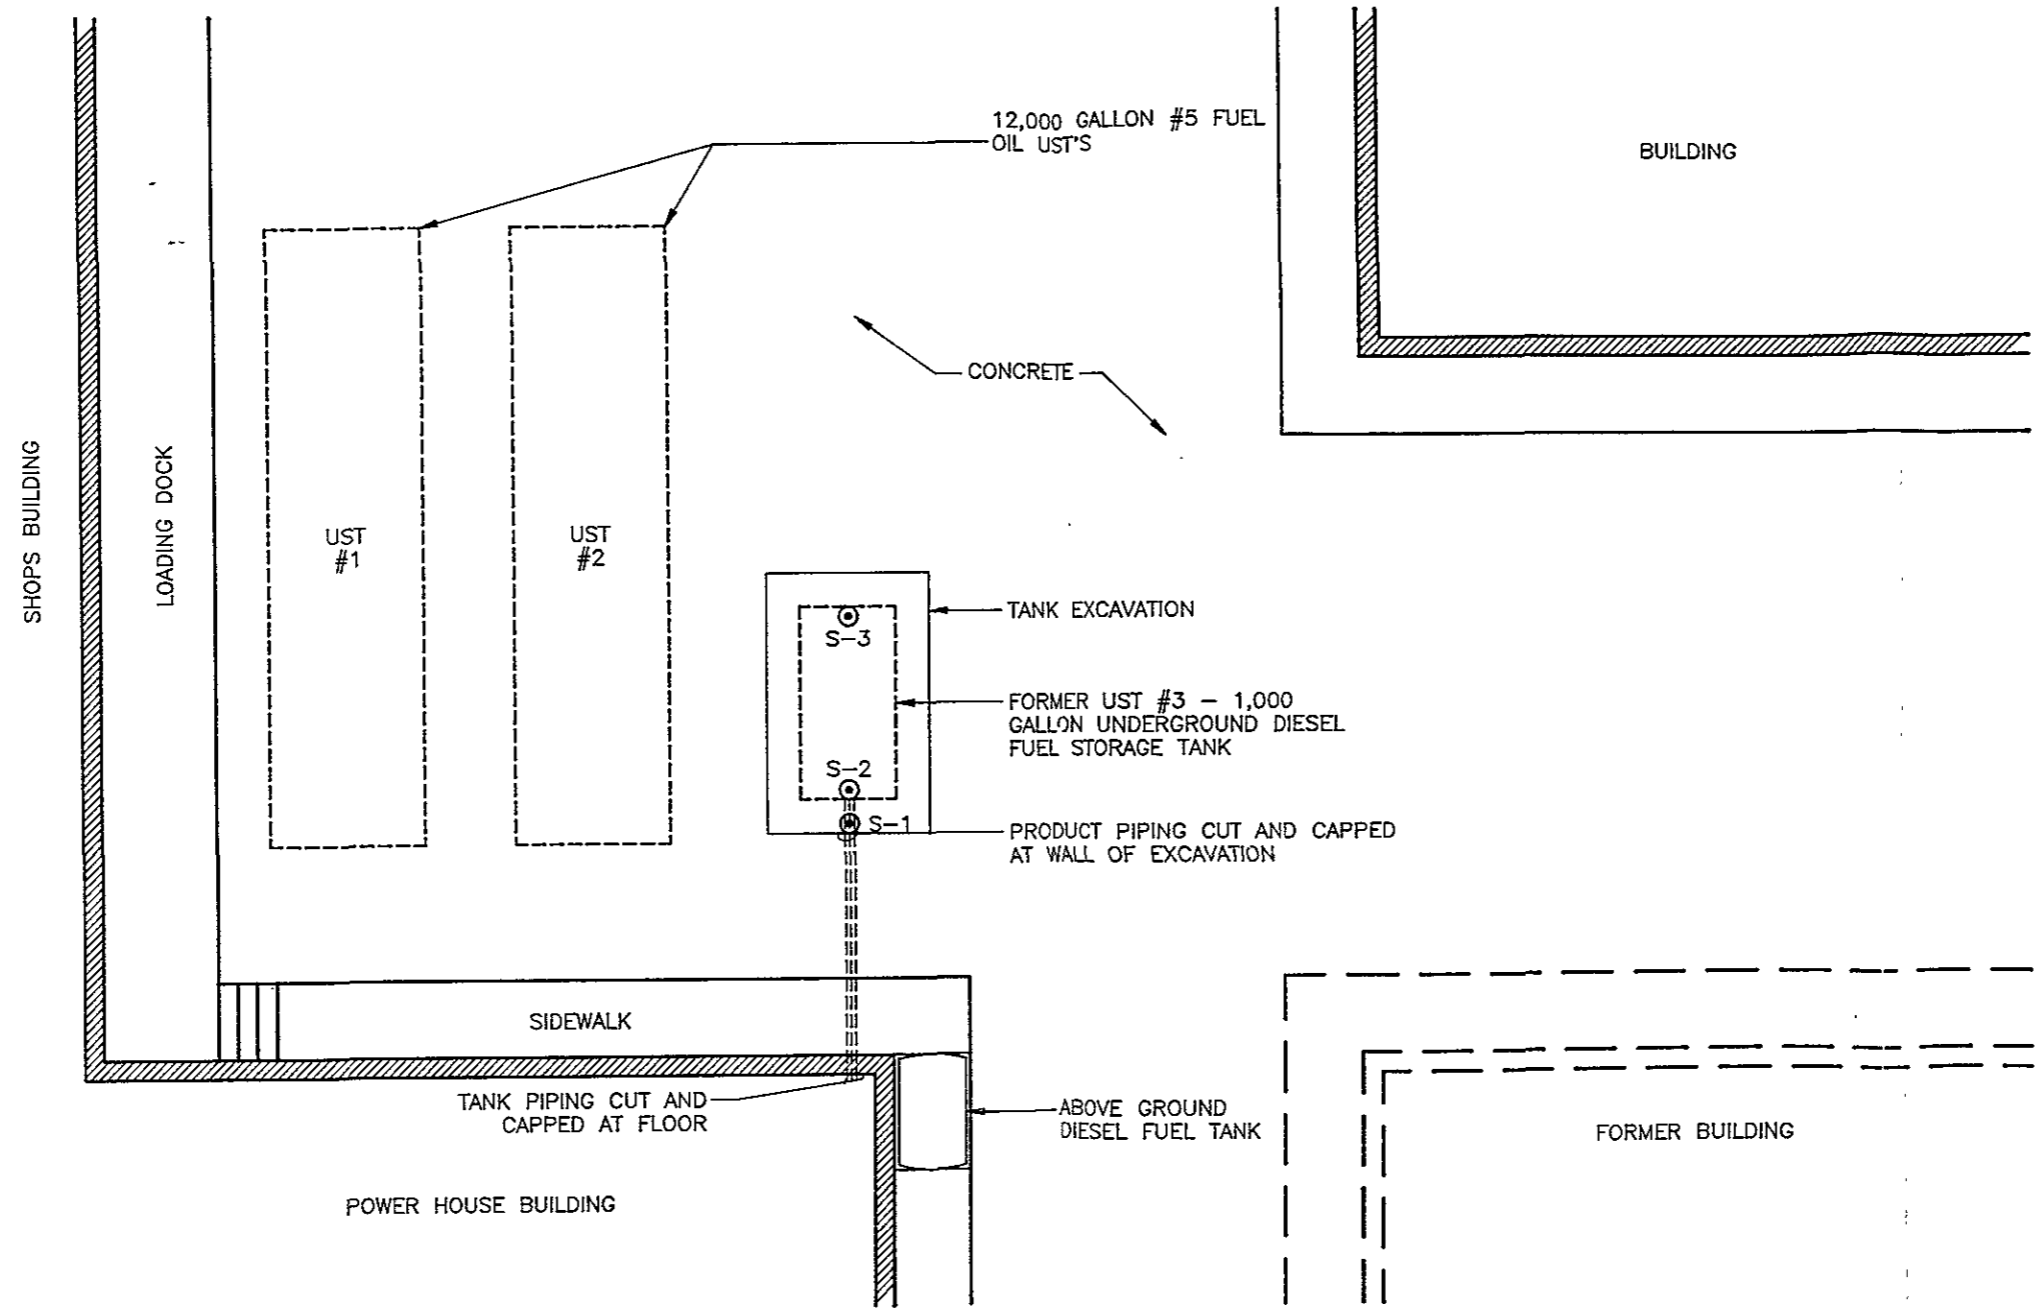 12,000 GALLON #5 FUEL
OIL UST'S
BUILDING
CONCRETE
SHOPS BUILDING
LOADING DOCK
UST
#1
UST
#2
TANK EXCAVATION
S-3
FORMER UST #3 - 1,000
GALLON UNDERGROUND DIESEL
FUEL STORAGE TANK
S-2
S-1
PRODUCT PIPING CUT AND CAPPED
AT WALL OF EXCAVATION
SIDEWALK
TANK PIPING CUT AND
CAPPED AT FLOOR
ABOVE GROUND
DIESEL FUEL TANK
FORMER BUILDING
POWER HOUSE BUILDING